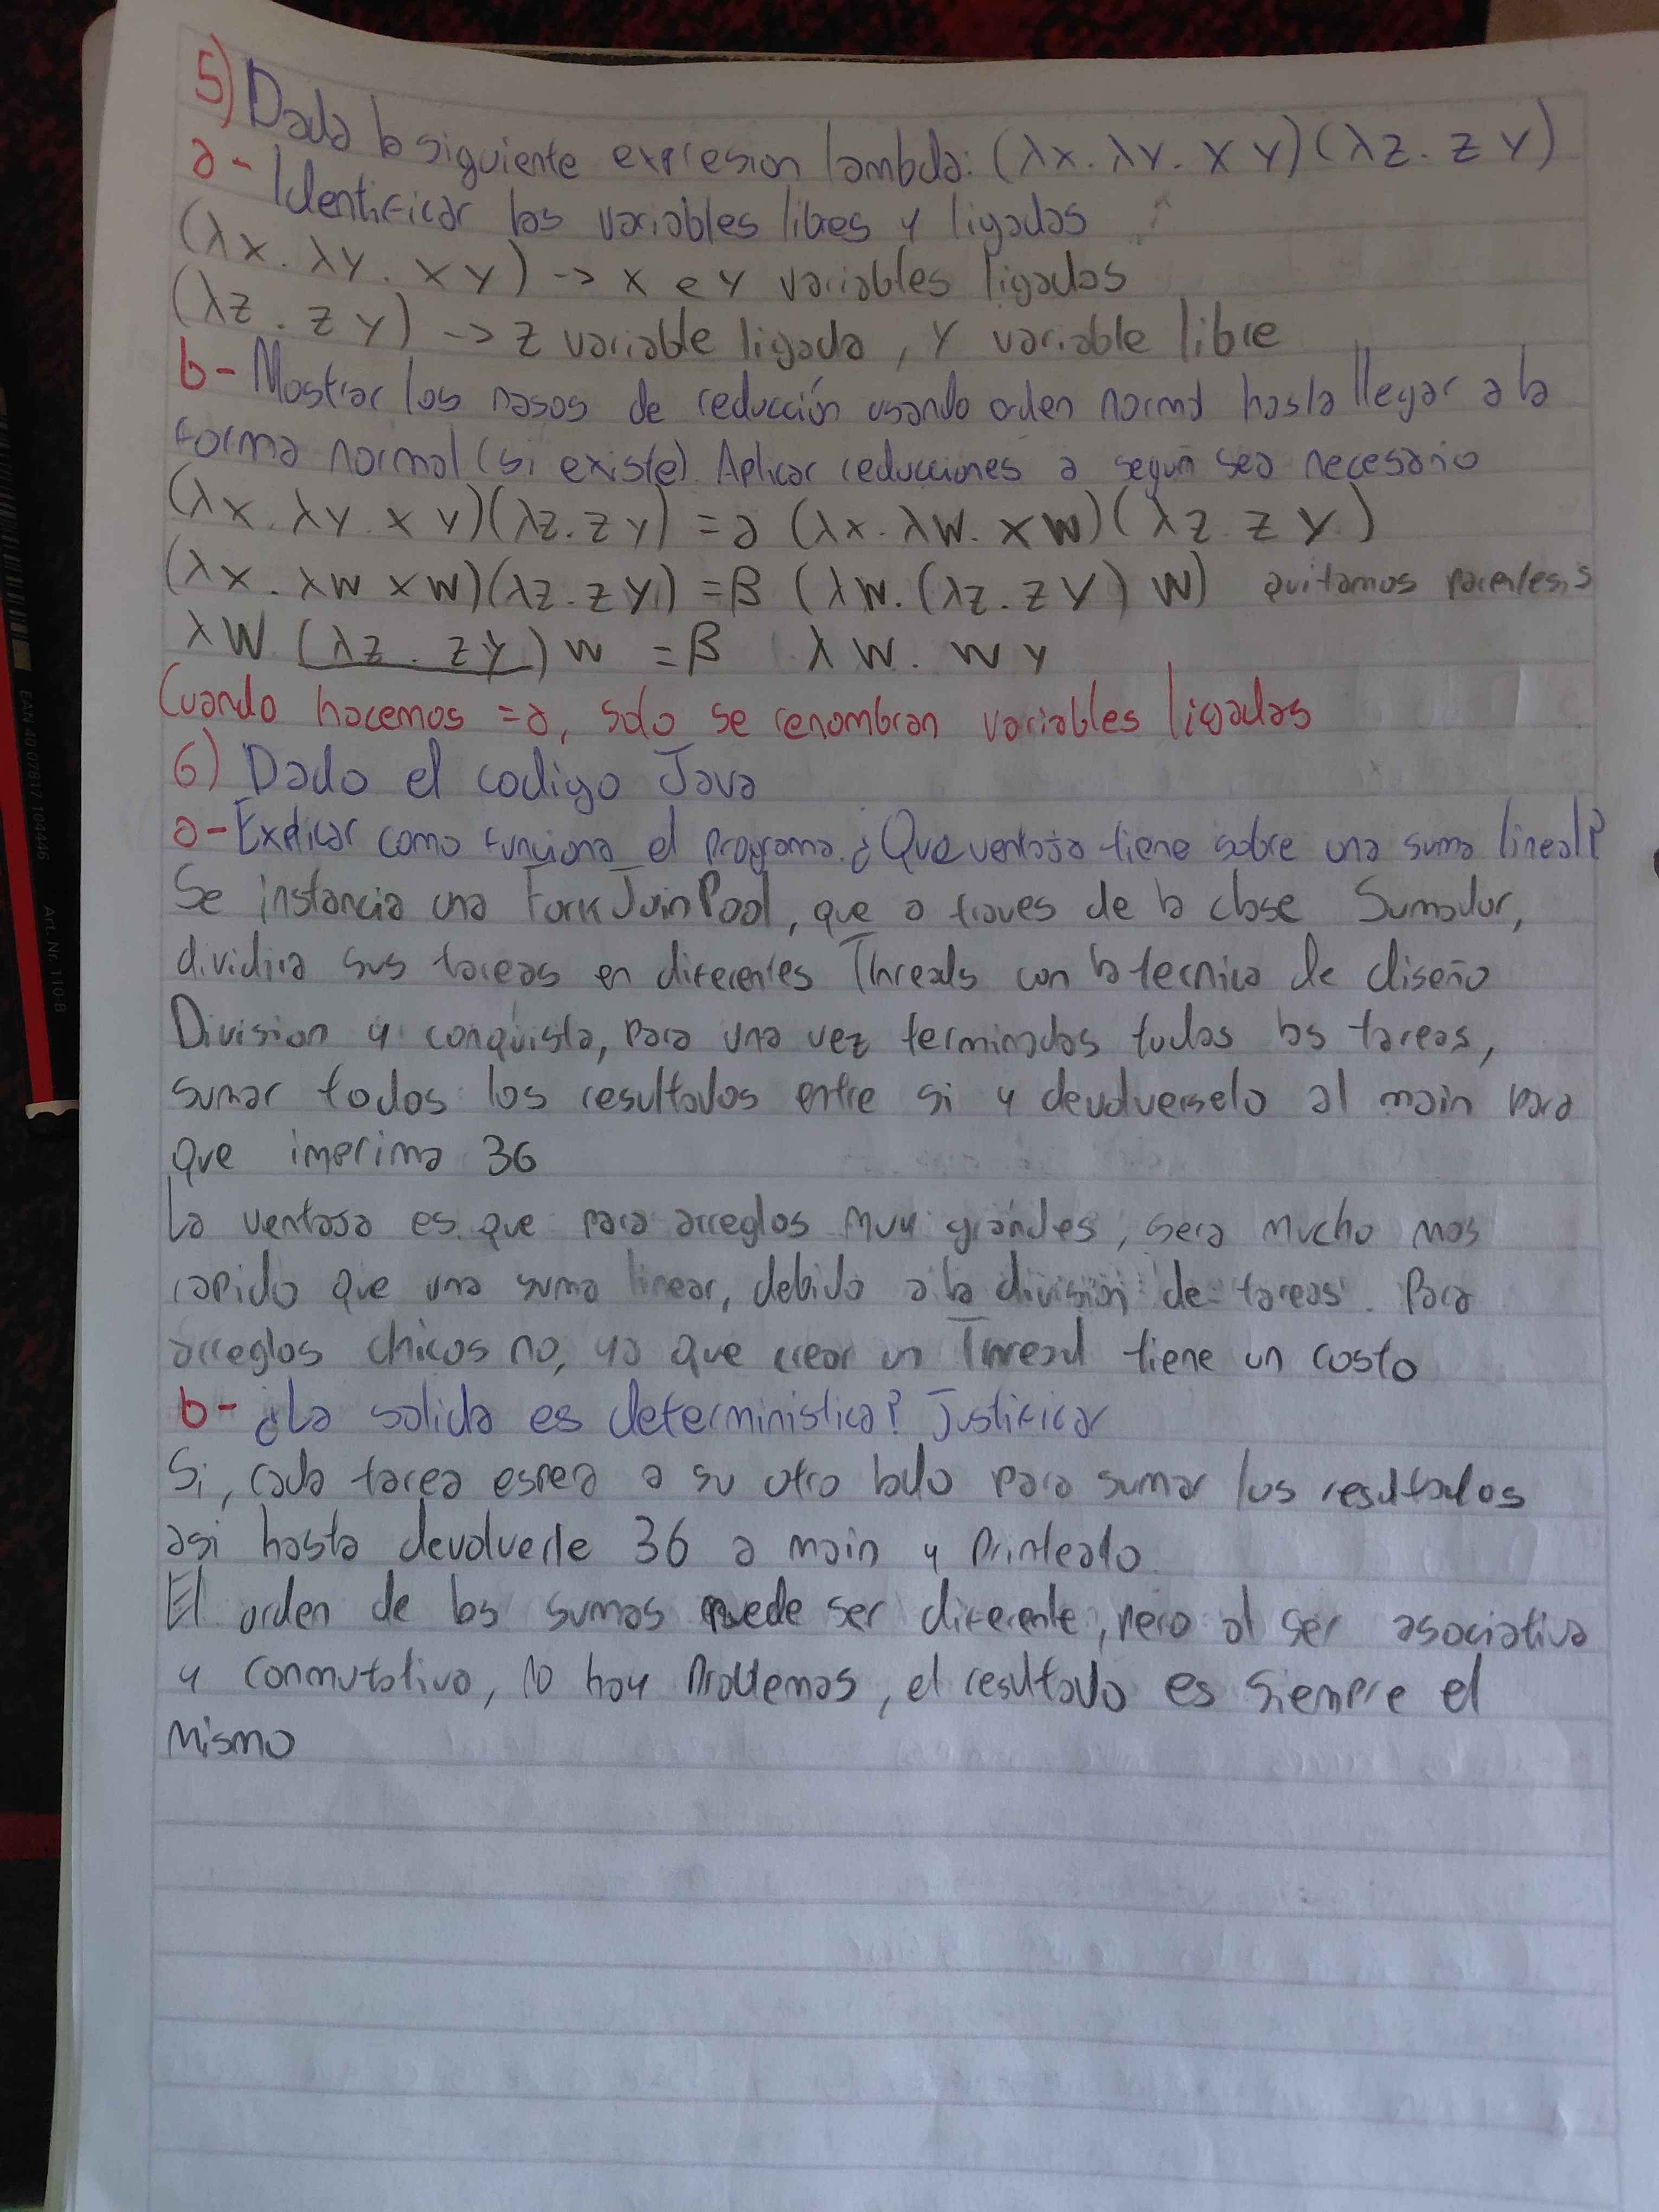 5) Dada la siguiente expresion lambda: (λx. λy. x y)(λz. z y)
a- Identificar las variables libres y ligadas
(λx. λy. x y) -> x e y variables ligadas
(λz. z y) -> z variable ligada, y variable libre
b- Mostrar los pasos de reducción usando orden normal hasta llegar a la
forma normal (si existe). Aplicar reducciones a según sea necesario
(λx. λy. x y)(λz. z y) =a (λx. λw. x w)(λz. z y)
(λx. λw x w)(λz. z y) =β (λw. (λz. z y) w) quitamos parentesis
λw (λz. z y) w =β λw. w y
Cuando hacemos =a, solo se renombran variables ligadas
6) Dado el codigo Java
a- Explicar como funciona el programa. ¿Que ventaja tiene sobre una suma lineal?
Se instancia una ForkJoinPool, que a traves de la clase Sumador,
dividira sus tareas en diferentes Threads con la tecnica de diseño
Division y conquista, para una vez terminadas todas las tareas,
sumar todos los resultados entre si y devolverselo al main para
que imprima 36
La ventaja es que para arreglos muy grandes, sera mucho mas
rapido que una suma linear, debido a la división de tareas. Para
arreglos chicos no, ya que crear un Thread tiene un costo
b- ¿La salida es deterministica? Justificar
Si, cada tarea espera a su otro lado para sumar los resultados
asi hasta devolverle 36 a main y printearlo
El orden de las sumas puede ser diferente, pero al ser asociativa
y conmutativa, no hay problemas, el resultado es siempre el
mismo
EAN 40 07817 104446 Art. Nr. 110-8